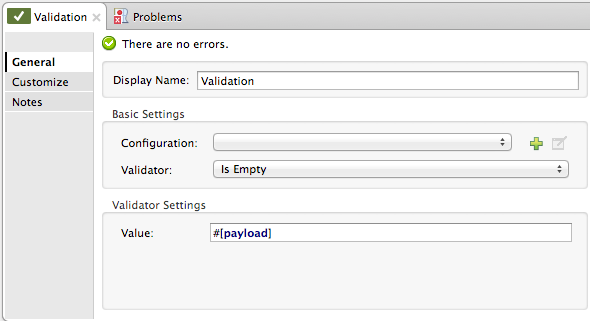 Validation
Problems
There are no errors.
General
Customize
Notes
Display Name: Validation
Basic Settings
Configuration:
Validator: Is Empty
Validator Settings
Value: #[payload]